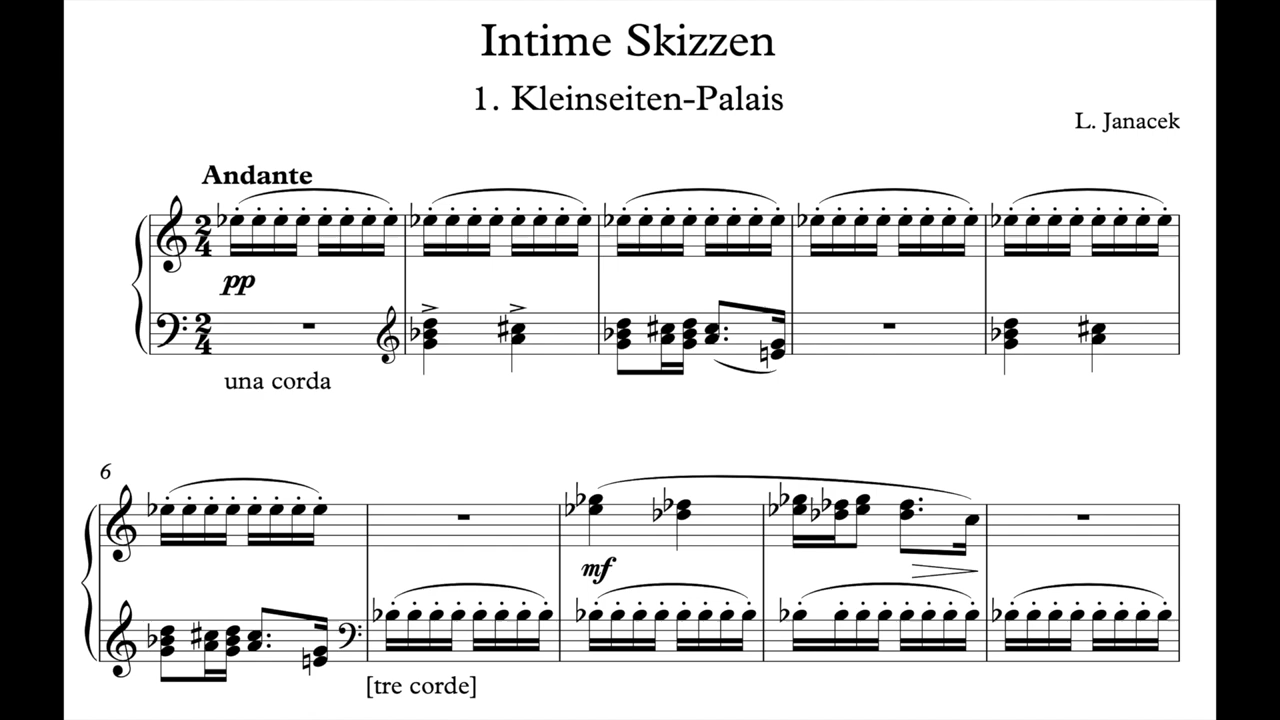 Intime Skizzen
1. Kleinseiten-Palais
L. Janacek
Andante
pp
una corda
6
mf
[tre corde]